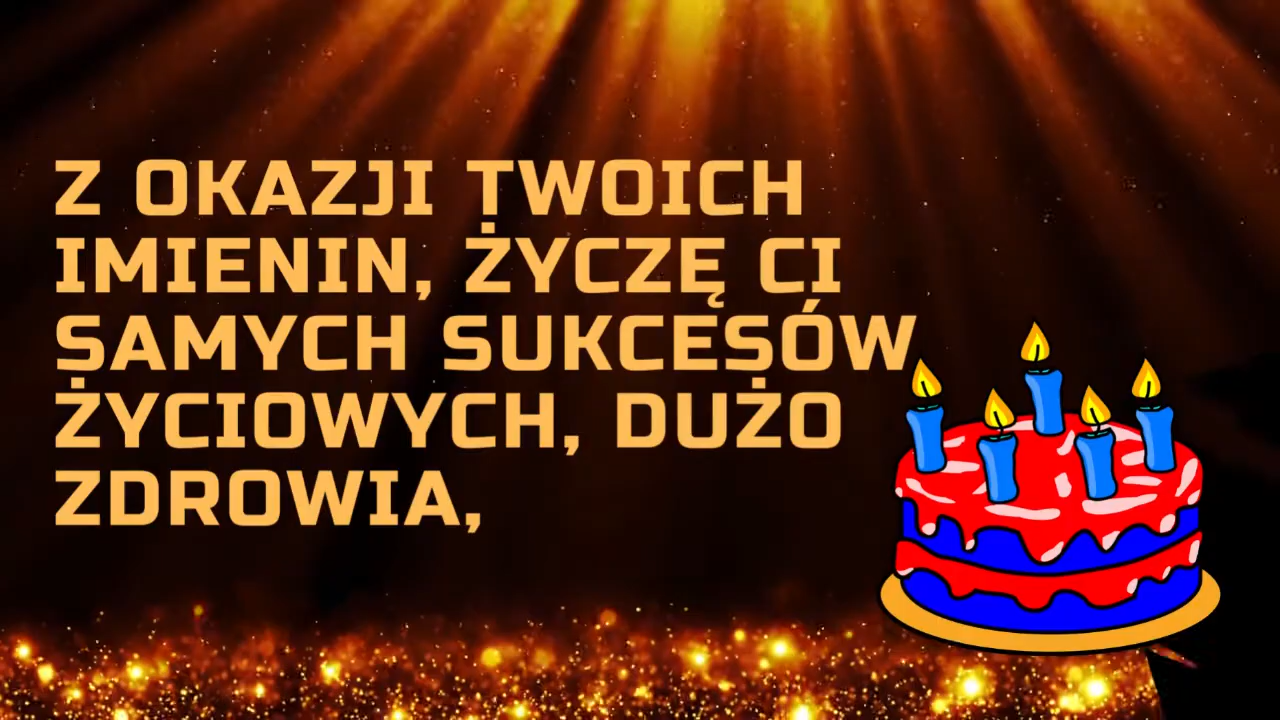 Z OKAZJI TWOICH
IMIENIN, ŻYCZĘ CI
SAMYCH SUKCESÓW
ŻYCIOWYCH, DUŻO
ZDROWIA,